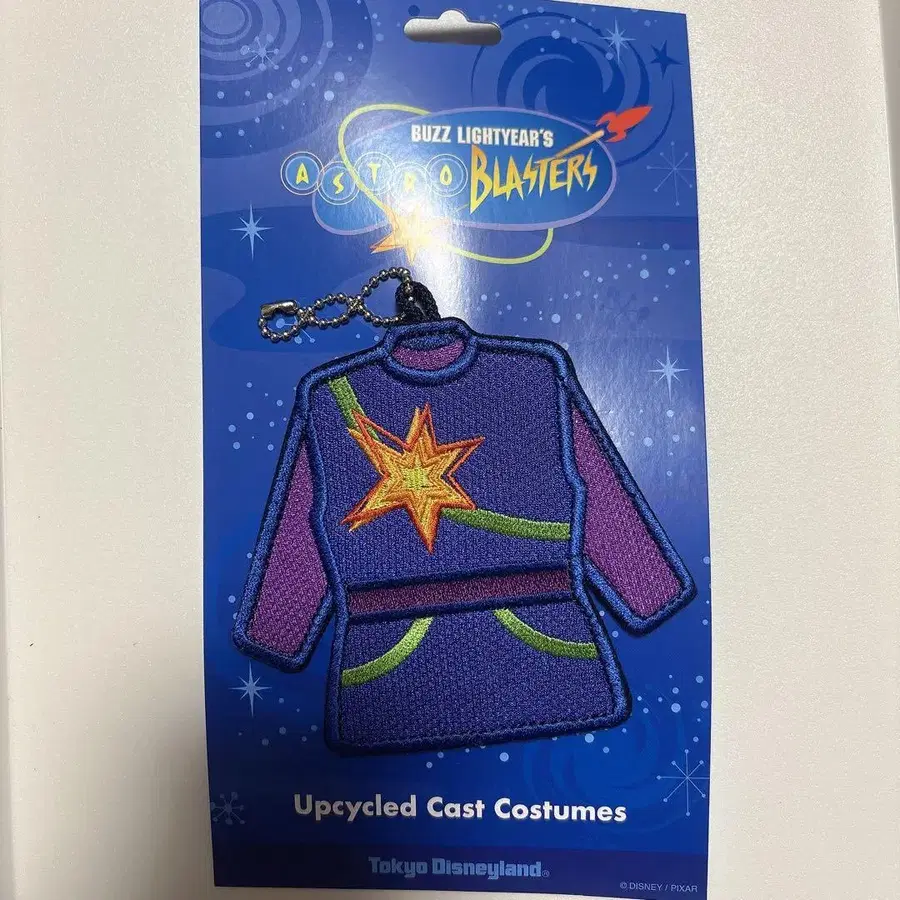 BUZZ LIGHTYEAR'S
ASTRO BLASTERS
Upcycled Cast Costumes
Tokyo Disneyland®
© DISNEY / PIXAR